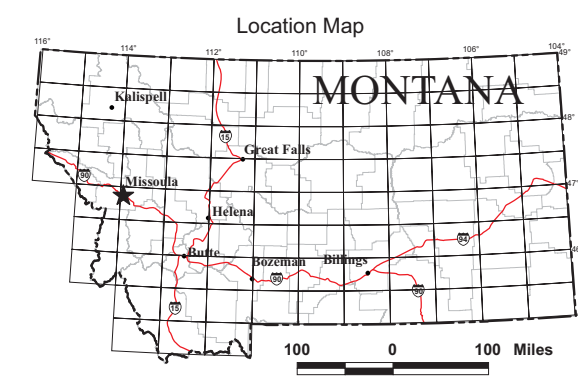 Location Map
116° 114° 112° 110° 108° 106° 104°
49°
MONTANA
Kalispell
48°
15
Great Falls
90
Missoula
47°
Helena
94
Butte
Bozeman
Billings
46
90
90
15
100 0 100 Miles